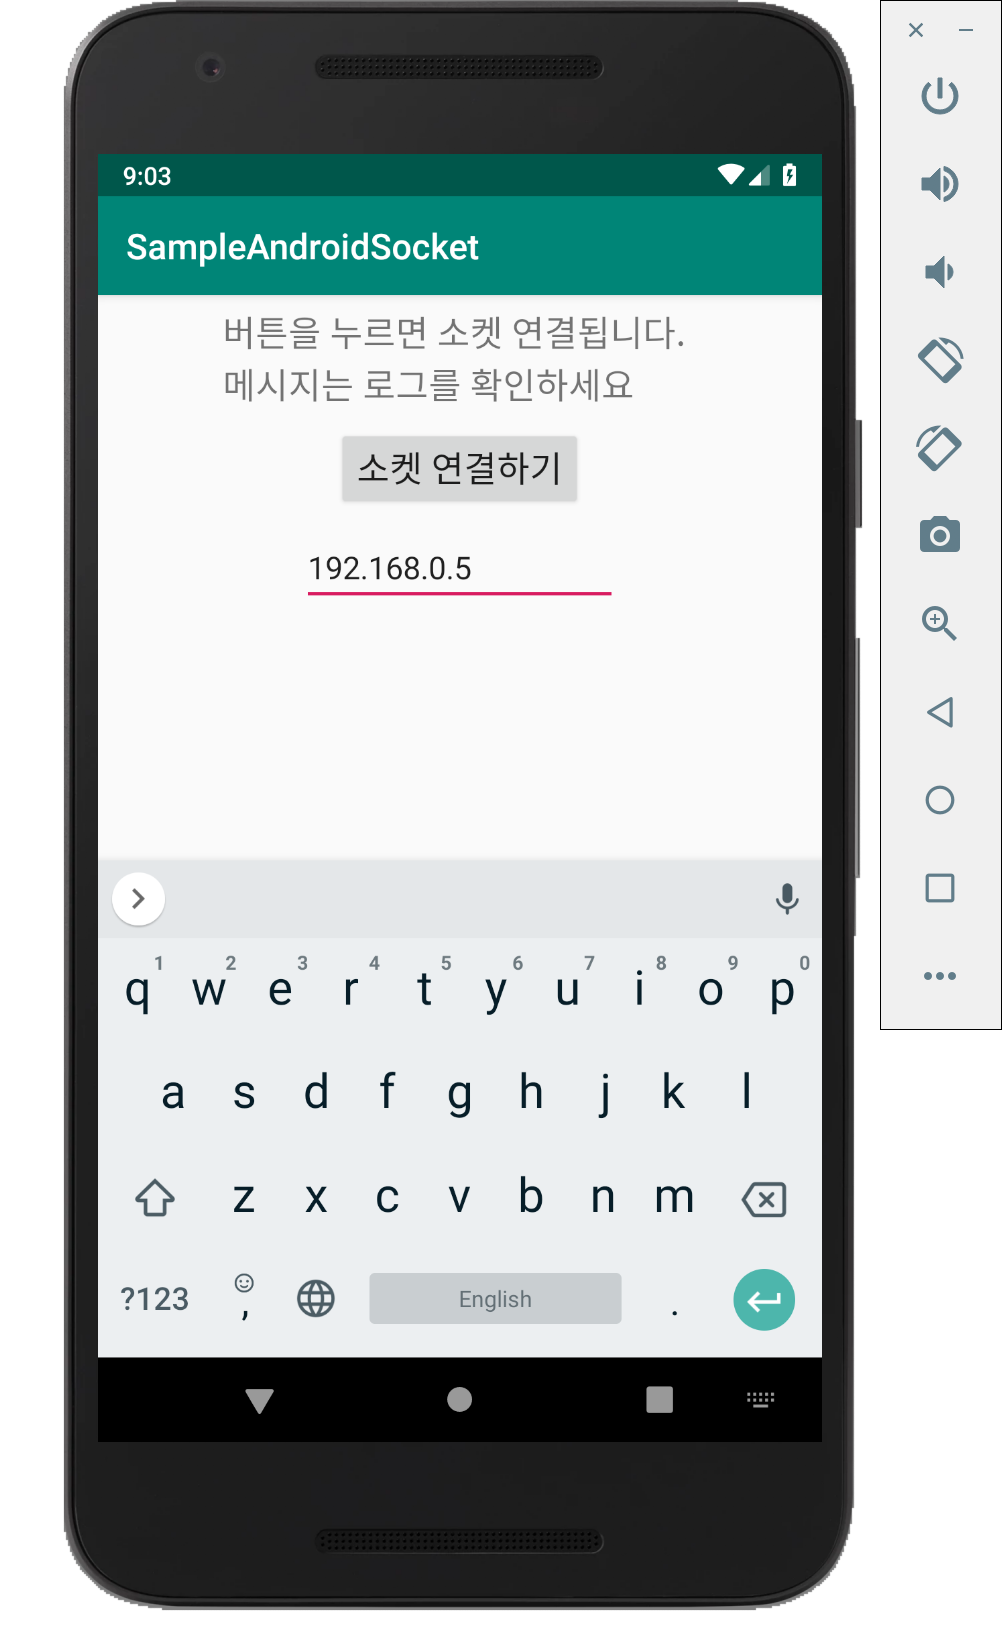 9:03
SampleAndroidSocket
버튼을 누르면 소켓 연결됩니다.
메시지는 로그를 확인하세요
소켓 연결하기
192.168.0.5
1 2 3 4 5 6 7 8 9 0
q w e r t y u i o p
a s d f g h j k l
z x c v b n m
?123 , English .